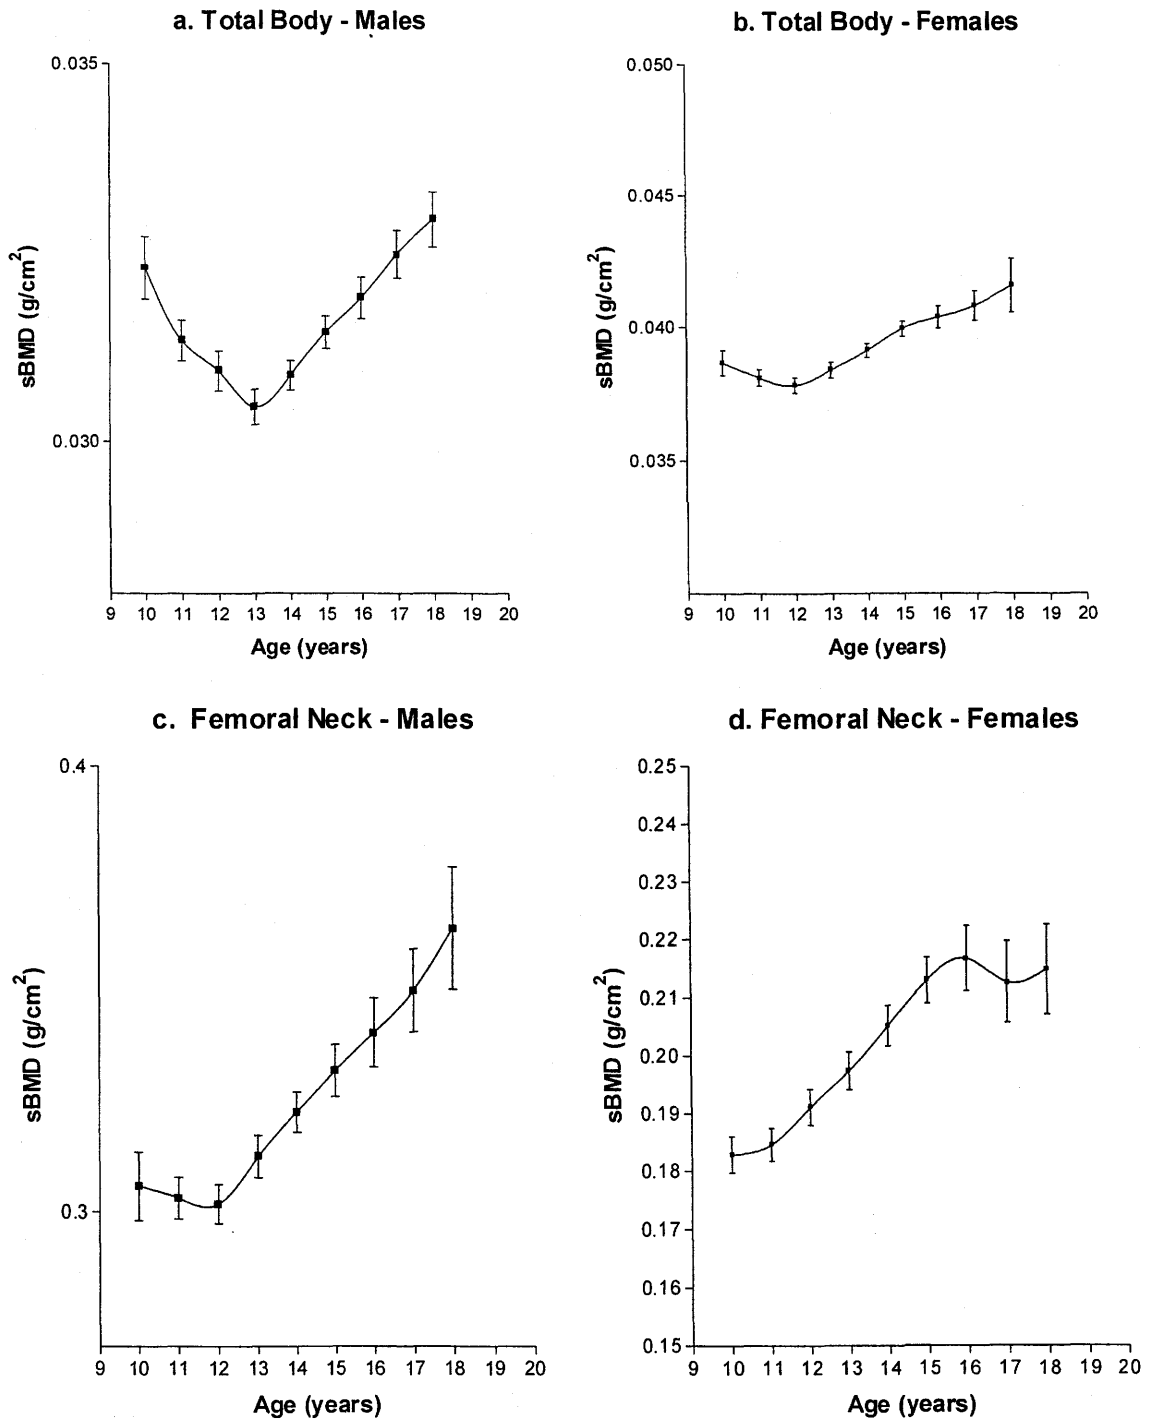 a. Total Body - Males
0.035
0.030
sBMD (g/cm2)
9 10 11 12 13 14 15 16 17 18 19 20
Age (years)
b. Total Body - Females
0.050
0.045
0.040
0.035
sBMD (g/cm2)
9 10 11 12 13 14 15 16 17 18 19 20
Age (years)
c. Femoral Neck - Males
0.4
0.3
sBMD (g/cm2)
9 10 11 12 13 14 15 16 17 18 19 20
Age (years)
d. Femoral Neck - Females
0.25
0.24
0.23
0.22
0.21
0.20
0.19
0.18
0.17
0.16
0.15
sBMD (g/cm2)
9 10 11 12 13 14 15 16 17 18 19 20
Age (years)